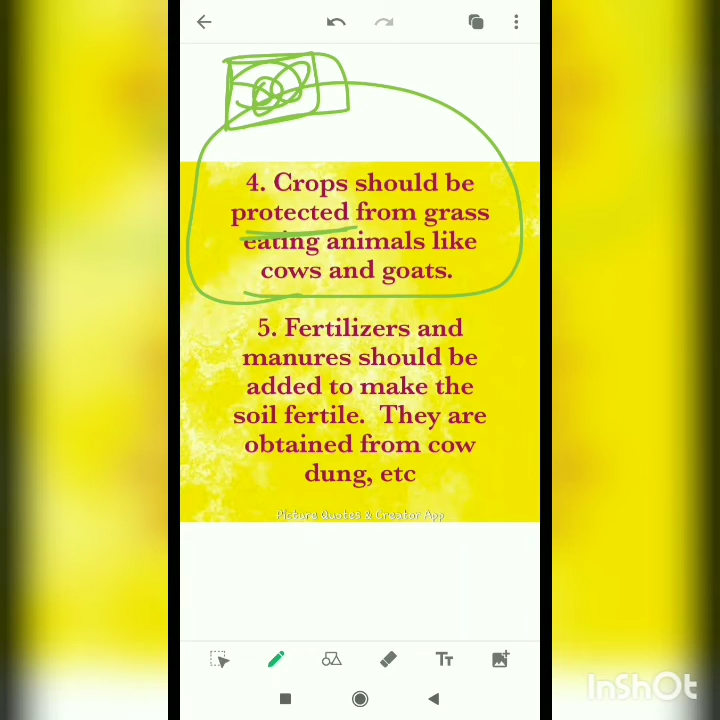 4. Crops should be
protected from grass
eating animals like
cows and goats.
5. Fertilizers and
manures should be
added to make the
soil fertile. They are
obtained from cow
dung, etc
Picture Quotes & Creator App
TT
InShOt